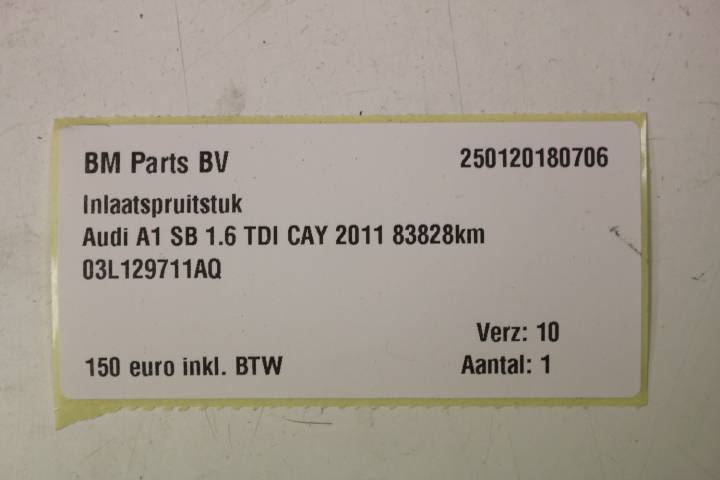 BM Parts BV 250120180706
Inlaatspruitstuk
Audi A1 SB 1.6 TDI CAY 2011 83828km
03L129711AQ
Verz: 10
150 euro inkl. BTW Aantal: 1